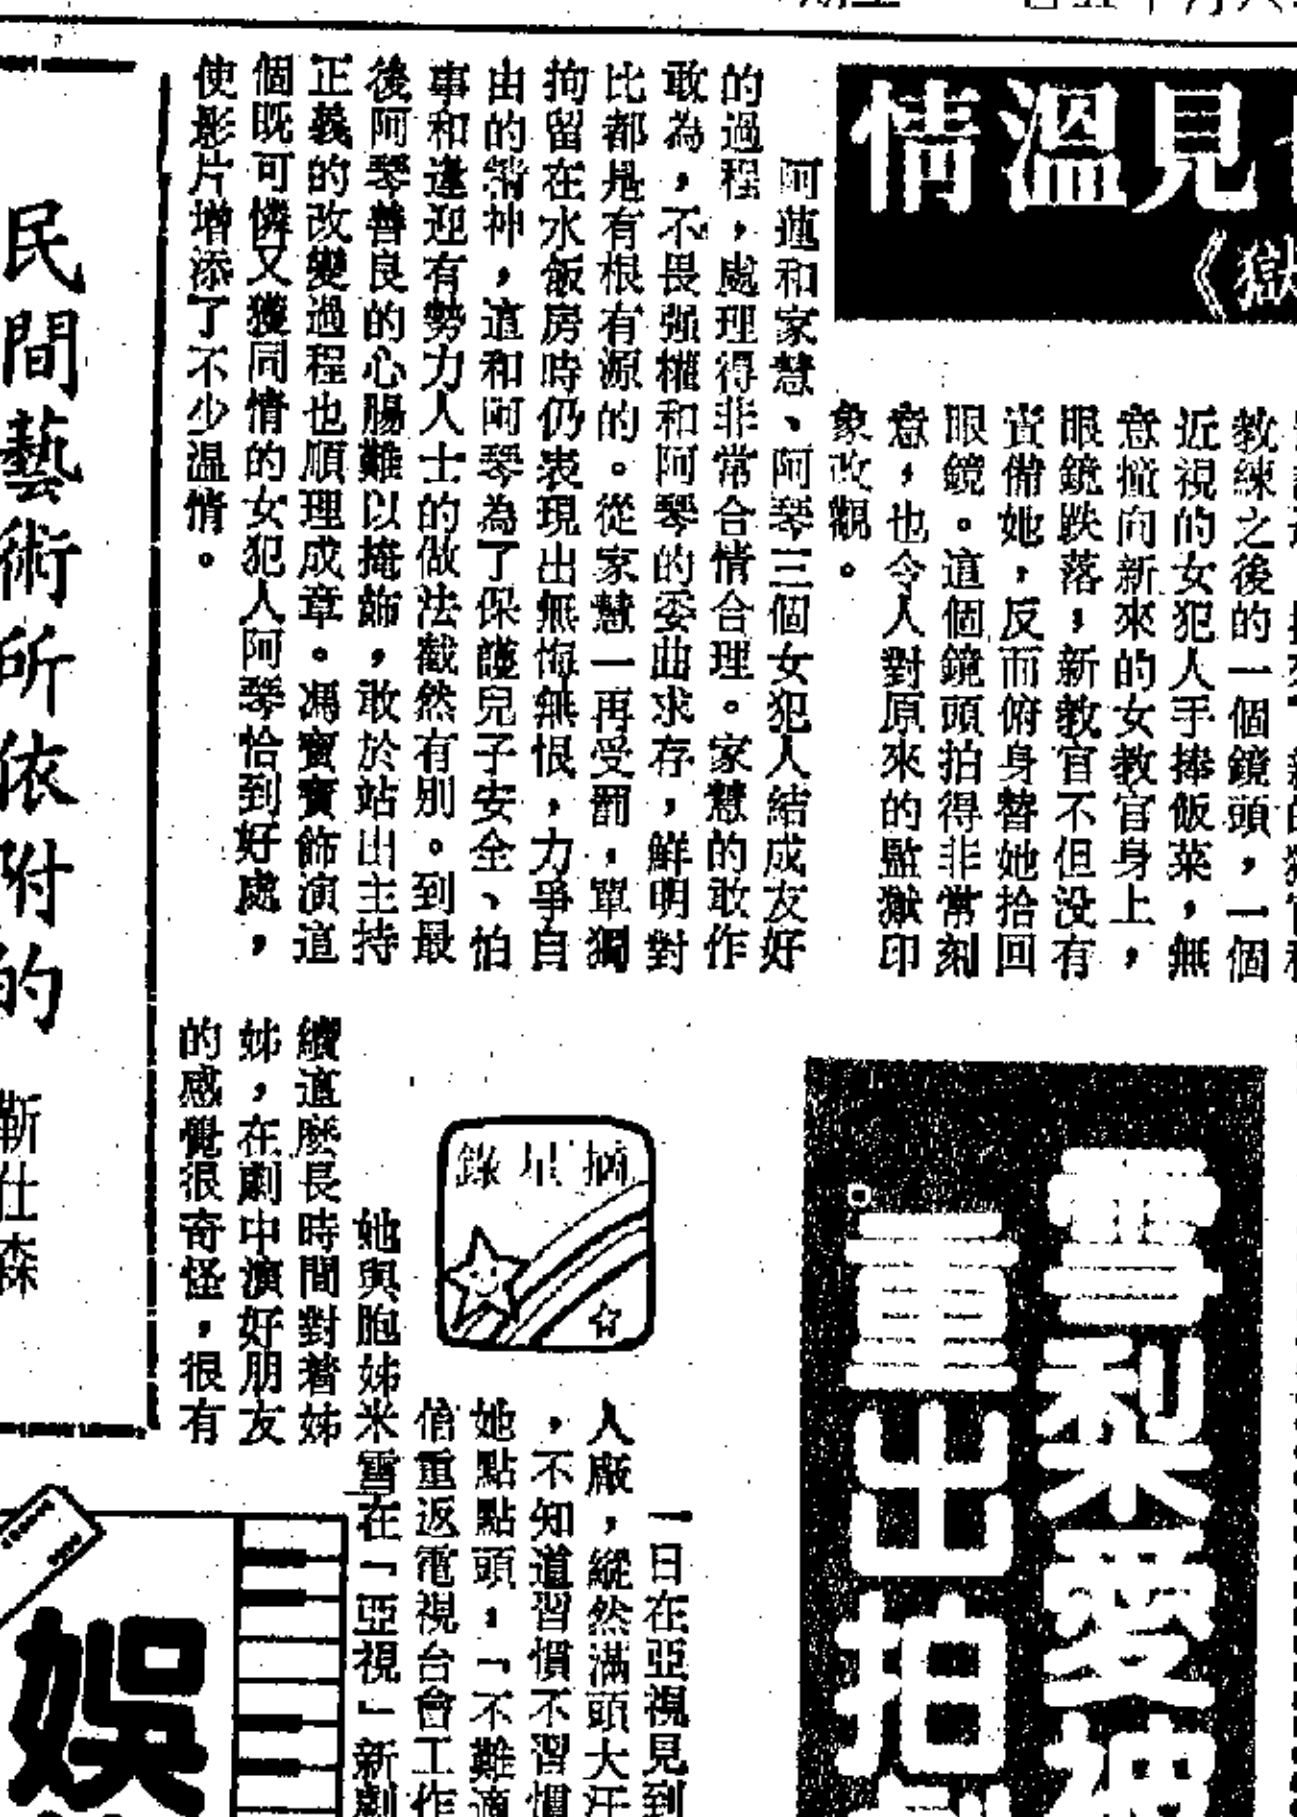 情溫見
《獄
教練之後的一個鏡頭，一個
近視的女犯人手捧飯菜，無
意撞向新來的女教官身上，
眼鏡跌落，新教官不但没有
責備她，反而俯身替她拾回
眼鏡。這個鏡頭拍得非常刻
意，也令人對原來的監獄印
象改觀。
阿蓮和家慧、阿琴三個女犯人結成友好
的過程，處理得非常合情合理。家慧的敢作
敢為，不畏强權和阿琴的委曲求存，鮮明對
比都是有根有源的。從家慧一再受罰，單獨
拘留在水飯房時仍表現出無悔無恨，力爭自
由的精神，這和阿琴為了保護兒子安全、怕
事和逢迎有勢力人士的做法截然有別。到最
後阿琴善良的心腸難以掩飾，敢於站出主持
正義的改變過程也順理成章。馮寶寶飾演這
個既可憐又獲同情的女犯人阿琴恰到好處，
使影片增添了不少温情。
民間藝術所依附的
靳仕森
雪梨愛神
重出拍
摘星錄
一日在亞視見到
人廠，縱然滿頭大汗
，不知道習慣不習慣
她點點頭：「不難適
信重返電視台會工作
她與胞姊米雪在「亞視」新劇
續這麽長時間對着姊
姊，在劇中演好朋友
的感覺很奇怪，很有
娛